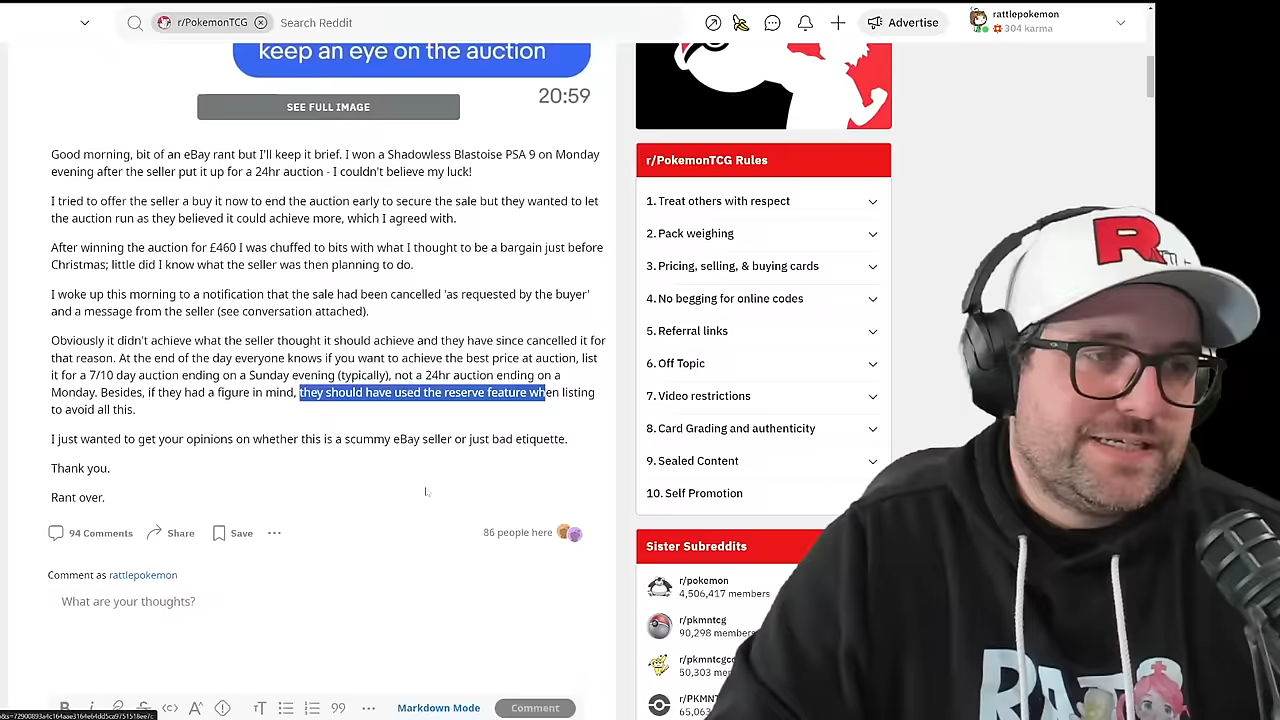 r/PokemonTCG
Search Reddit
Advertise
rattlepokemon
304 karma
keep an eye on the auction
20:59
SEE FULL IMAGE
Good morning, bit of an eBay rant but I'll keep it brief. I won a Shadowless Blastoise PSA 9 on Monday
evening after the seller put it up for a 24hr auction - I couldn't believe my luck!
I tried to offer the seller a buy it now to end the auction early to secure the sale but they wanted to let
the auction run as they believed it could achieve more, which I agreed with.
After winning the auction for £460 I was chuffed to bits with what I thought to be a bargain just before
Christmas; little did I know what the seller was then planning to do.
I woke up this morning to a notification that the sale had been cancelled 'as requested by the buyer'
and a message from the seller (see conversation attached).
Obviously it didn't achieve what the seller thought it should achieve and they have since cancelled it for
that reason. At the end of the day everyone knows if you want to achieve the best price at auction, list
it for a 7/10 day auction ending on a Sunday evening (typically), not a 24hr auction ending on a
Monday. Besides, if they had a figure in mind, they should have used the reserve feature when listing
to avoid all this.
I just wanted to get your opinions on whether this is a scummy eBay seller or just bad etiquette.
Thank you.
Rant over.
94 Comments
Share
Save
86 people here
Comment as rattlepokemon
What are your thoughts?
Markdown Mode
Comment
r/PokemonTCG Rules
1. Treat others with respect
2. Pack weighing
3. Pricing, selling, & buying cards
4. No begging for online codes
5. Referral links
6. Off Topic
7. Video restrictions
8. Card Grading and authenticity
9. Sealed Content
10. Self Promotion
Sister Subreddits
r/pokemon
4,506,417 members
r/pkmntcg
90,298 members
50,303
65,063
R